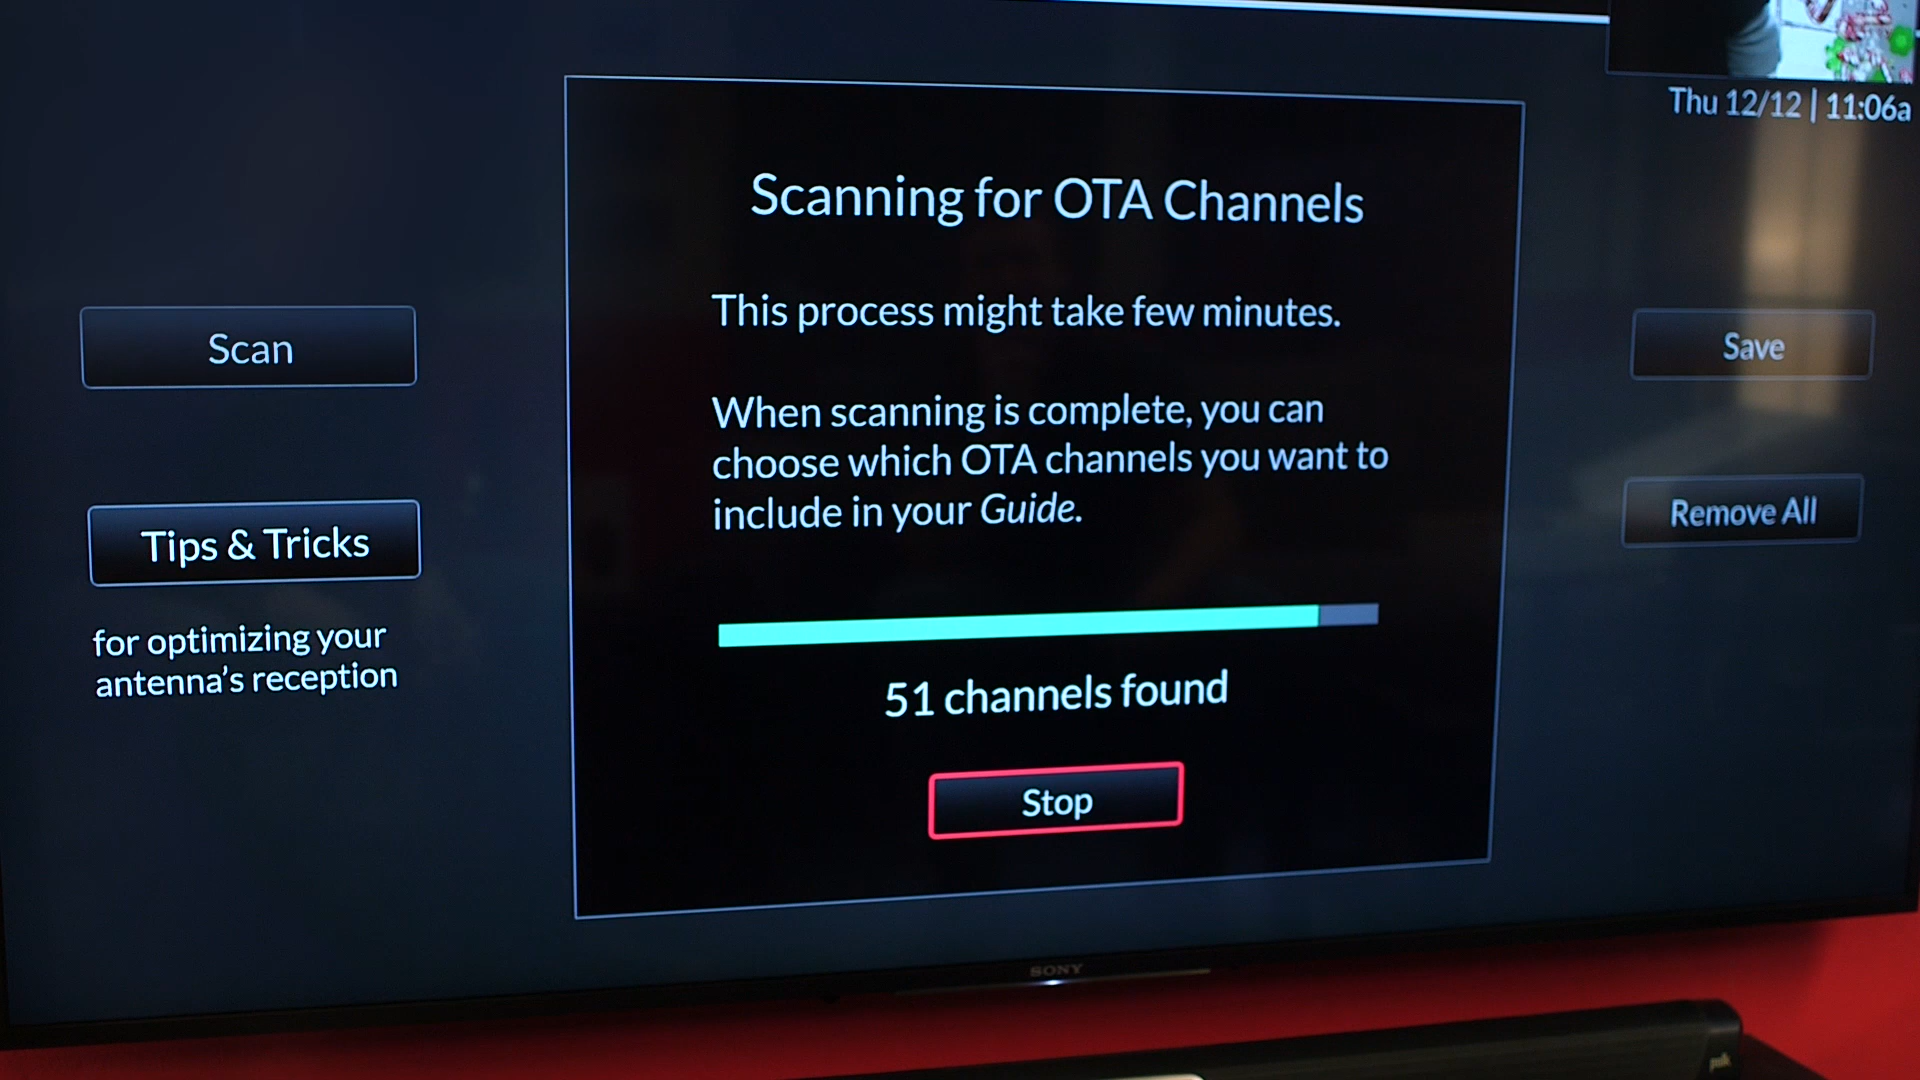 Thu 12/12 | 11:06a
Scanning for OTA Channels
This process might take few minutes.
When scanning is complete, you can
choose which OTA channels you want to
include in your Guide.
51 channels found
Stop
Scan
Tips & Tricks
for optimizing your
antenna's reception
Save
Remove All
SONY
polk